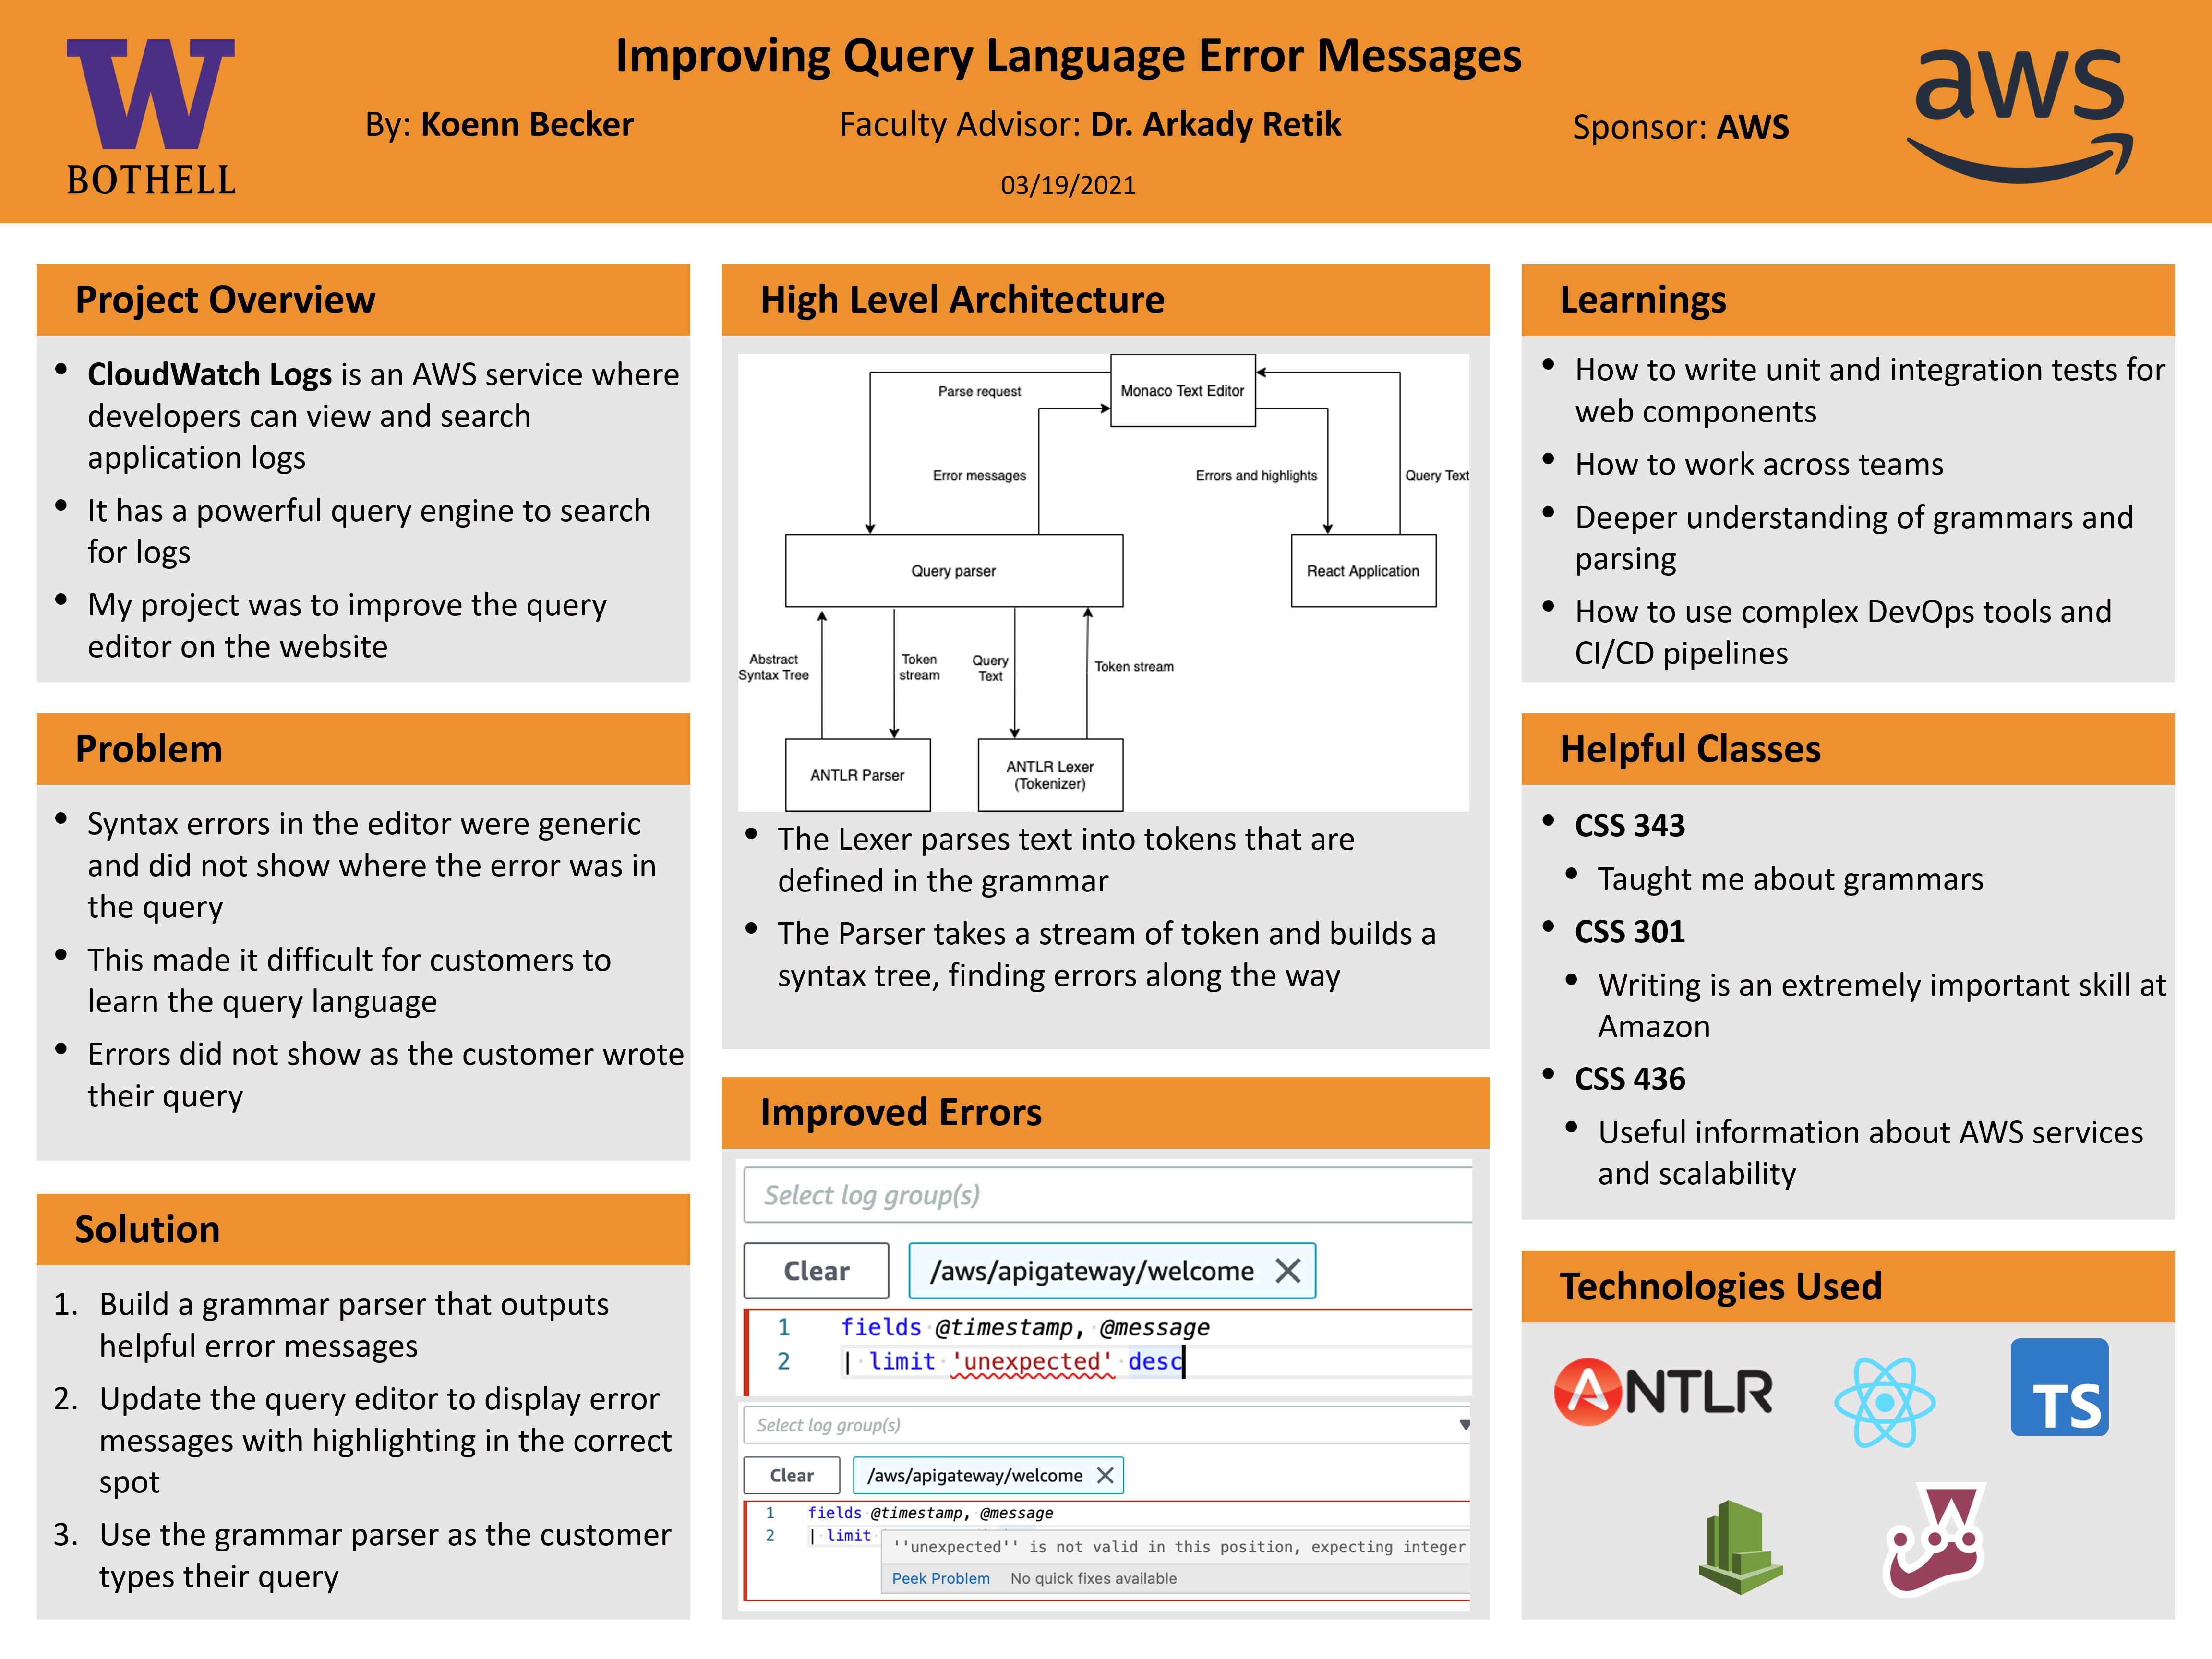 W
BOTHELL
Improving Query Language Error Messages
By: Koenn Becker
Faculty Advisor: Dr. Arkady Retik
Sponsor: AWS
03/19/2021
aws
Project Overview
• CloudWatch Logs is an AWS service where
developers can view and search
application logs
• It has a powerful query engine to search
for logs
• My project was to improve the query
editor on the website
Problem
• Syntax errors in the editor were generic
and did not show where the error was in
the query
• This made it difficult for customers to
learn the query language
• Errors did not show as the customer wrote
their query
Solution
1. Build a grammar parser that outputs
helpful error messages
2. Update the query editor to display error
messages with highlighting in the correct
spot
3. Use the grammar parser as the customer
types their query
High Level Architecture
Parse request
Monaco Text Editor
Error messages
Errors and highlights
Query Text
Query parser
React Application
Abstract
Syntax Tree
Token
stream
Query
Text
Token stream
ANTLR Parser
ANTLR Lexer
(Tokenizer)
• The Lexer parses text into tokens that are
defined in the grammar
• The Parser takes a stream of token and builds a
syntax tree, finding errors along the way
Improved Errors
Select log group(s)
Clear
/aws/apigateway/welcome
1 fields @timestamp, @message
2 | limit 'unexpected' desc
Select log group(s)
Clear
/aws/apigateway/welcome
1 fields @timestamp, @message
2 | limit
''unexpected'' is not valid in this position, expecting integer
Peek Problem No quick fixes available
Learnings
• How to write unit and integration tests for
web components
• How to work across teams
• Deeper understanding of grammars and
parsing
• How to use complex DevOps tools and
CI/CD pipelines
Helpful Classes
• CSS 343
• Taught me about grammars
• CSS 301
• Writing is an extremely important skill at
Amazon
• CSS 436
• Useful information about AWS services
and scalability
Technologies Used
ANTLR
TS